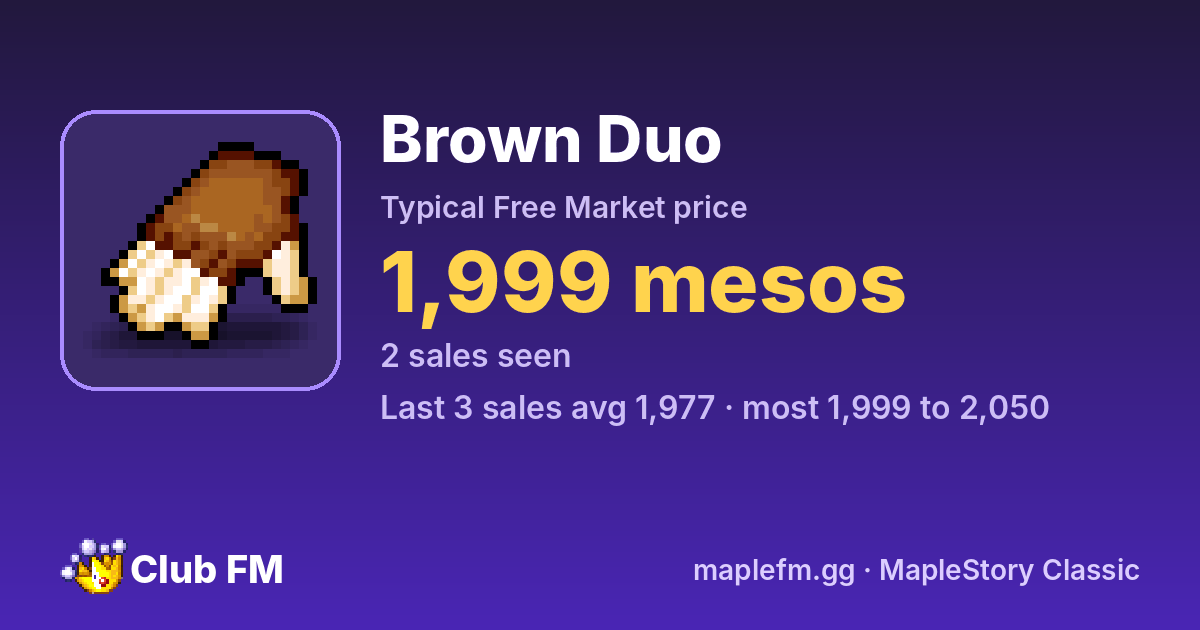 Brown Duo
Typical Free Market price
1,999 mesos
2 sales seen
Last 3 sales avg 1,977 · most 1,999 to 2,050
Club FM
maplefm.gg · MapleStory Classic